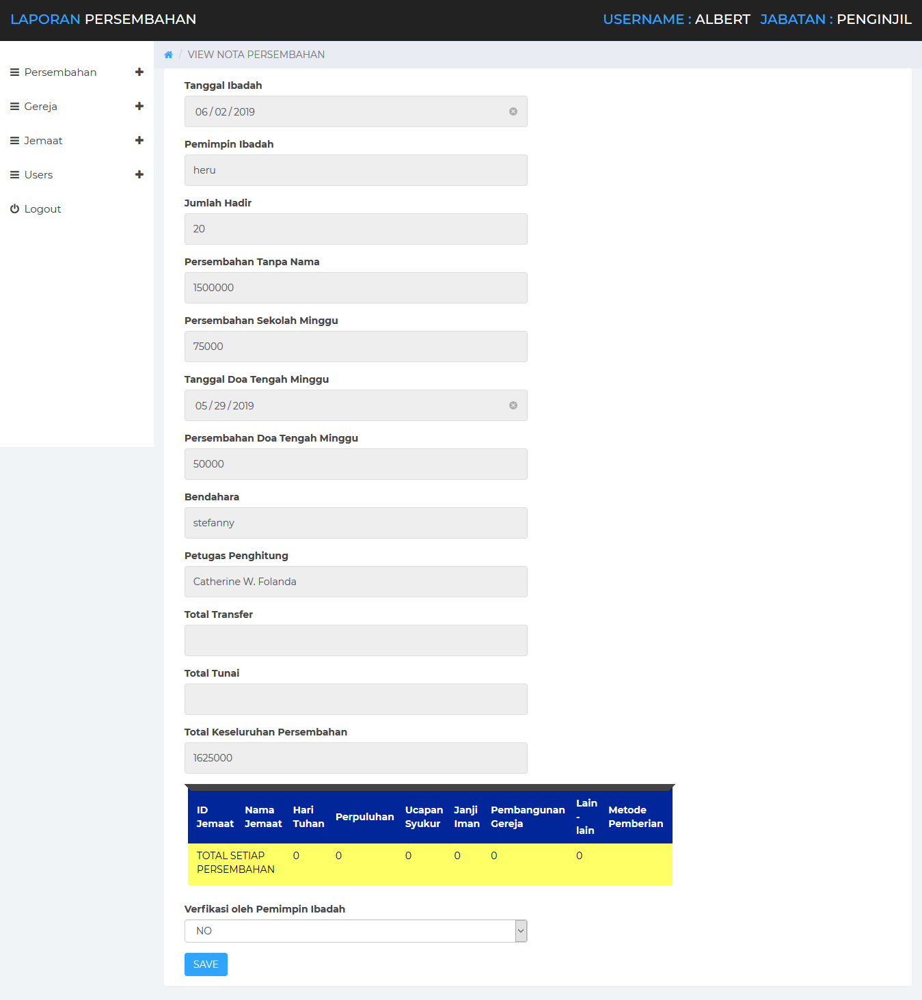 LAPORAN PERSEMBAHAN
USERNAME : ALBERT JABATAN : PENGINJIL
Persembahan
Gereja
Jemaat
Users
Logout
/ VIEW NOTA PERSEMBAHAN
Tanggal Ibadah
06 / 02 / 2019
Pemimpin Ibadah
heru
Jumlah Hadir
20
Persembahan Tanpa Nama
1500000
Persembahan Sekolah Minggu
75000
Tanggal Doa Tengah Minggu
05 / 29 / 2019
Persembahan Doa Tengah Minggu
50000
Bendahara
stefanny
Petugas Penghitung
Catherine W. Folanda
Total Transfer
Total Tunai
Total Keseluruhan Persembahan
1625000
ID Jemaat
Nama Jemaat
Hari Tuhan
Perpuluhan
Ucapan Syukur
Janji Iman
Pembangunan Gereja
Lain - lain
Metode Pemberian
TOTAL SETIAP PERSEMBAHAN 0 0 0 0 0 0
Verfikasi oleh Pemimpin Ibadah
NO
SAVE